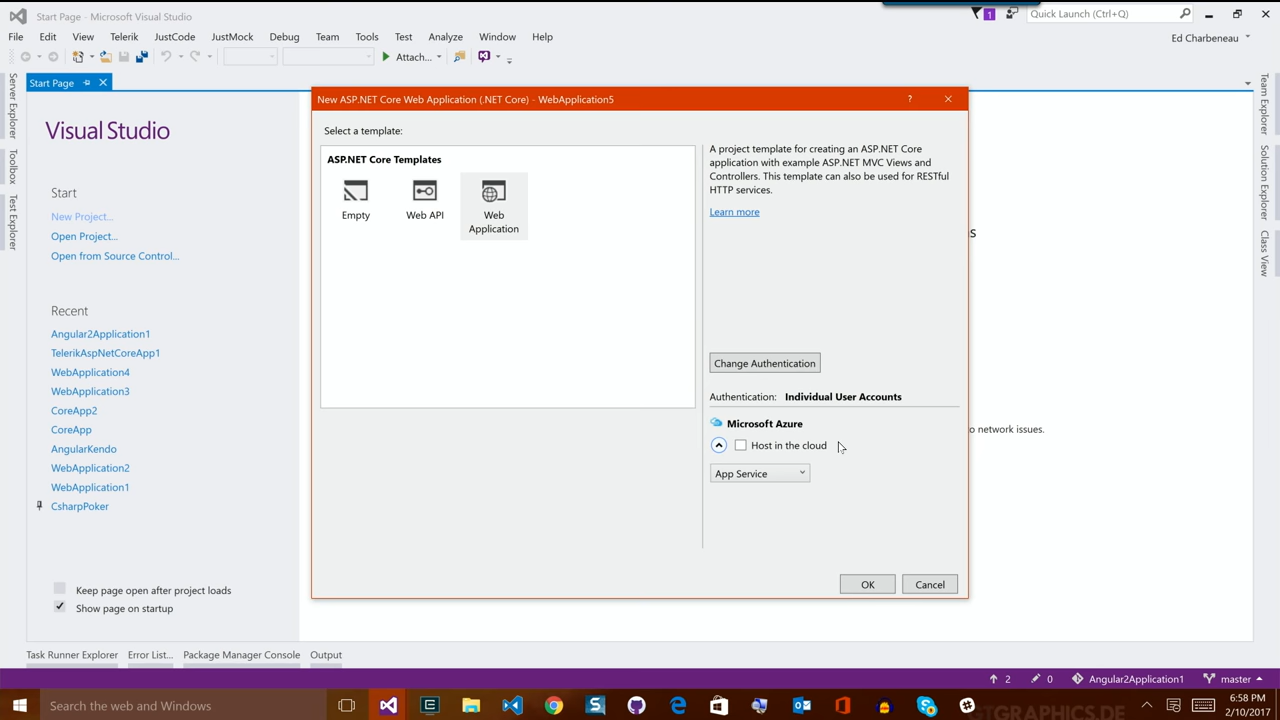 Start Page - Microsoft Visual Studio
1
Quick Launch (Ctrl+Q)
File Edit View Telerik JustCode JustMock Debug Team Tools Test Analyze Window Help
Ed Charbeneau
Attach...
Server Explorer
Toolbox
Test Explorer
Start Page
Visual Studio
Start
New Project...
Open Project...
Open from Source Control...
Recent
Angular2Application1
TelerikAspNetCoreApp1
WebApplication4
WebApplication3
CoreApp2
CoreApp
AngularKendo
WebApplication2
WebApplication1
CsharpPoker
Keep page open after project loads
Show page on startup
New ASP.NET Core Web Application (.NET Core) - WebApplication5
?
Select a template:
ASP.NET Core Templates
Empty
Web API
Web
Application
A project template for creating an ASP.NET Core
application with example ASP.NET MVC Views and
Controllers. This template can also be used for RESTful
HTTP services.
Learn more
Change Authentication
Authentication: Individual User Accounts
Microsoft Azure
Host in the cloud
App Service
OK
Cancel
s
o network issues.
Team Explorer
Solution Explorer
Class View
Task Runner Explorer Error List... Package Manager Console Output
2
0
Angular2Application1
master
Search the web and Windows
6:58 PM
2/10/2017
GTGRAPHICS.DE